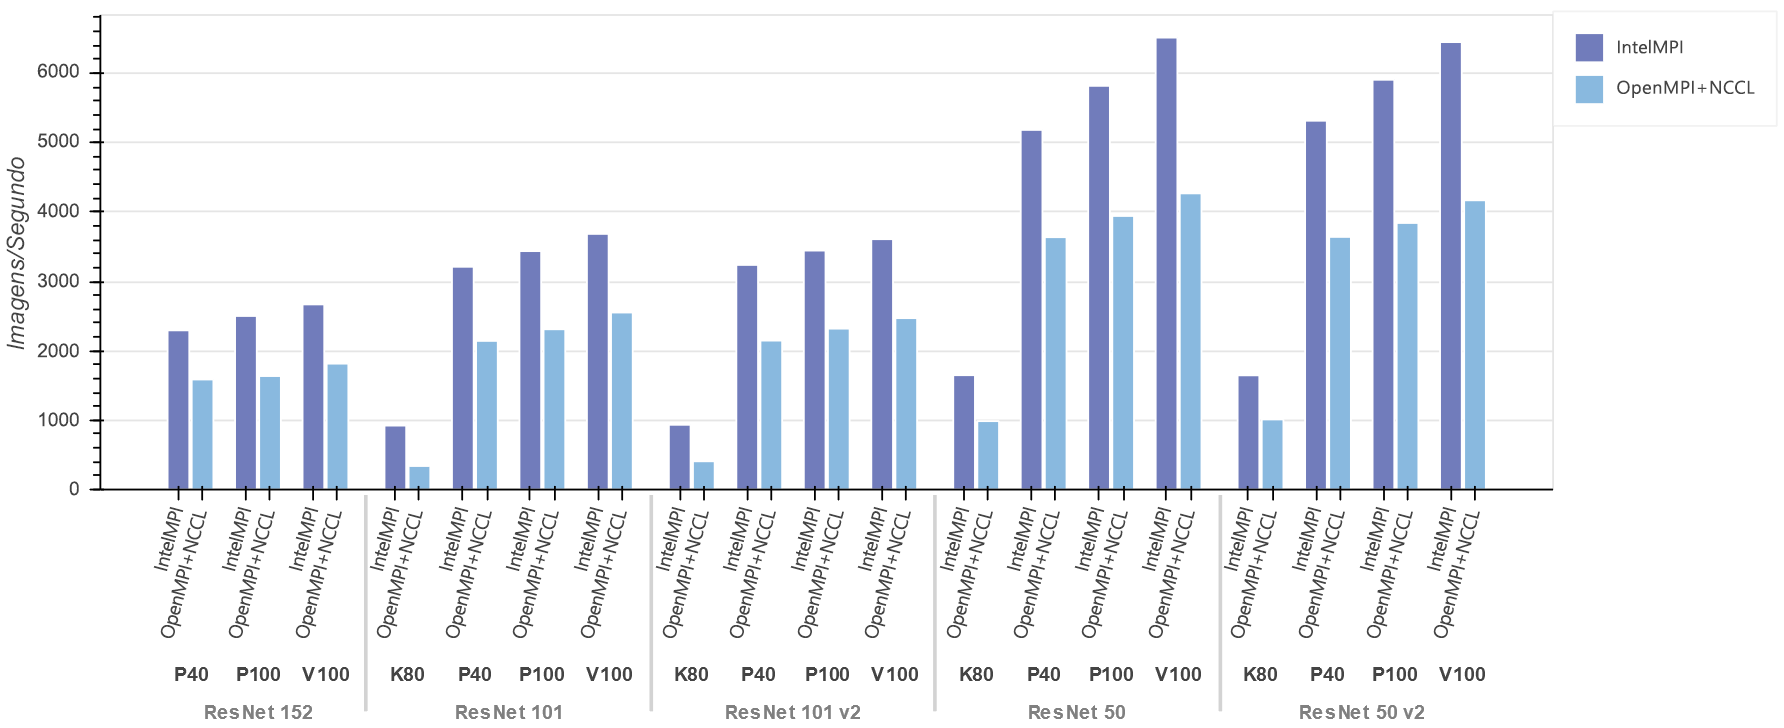 IntelMPI
OpenMPI+NCCL
Imagens/Segundo
6000
5000
4000
3000
2000
1000
0
IntelMPI OpenMPI+NCCL IntelMPI OpenMPI+NCCL IntelMPI OpenMPI+NCCL IntelMPI OpenMPI+NCCL IntelMPI OpenMPI+NCCL IntelMPI OpenMPI+NCCL IntelMPI OpenMPI+NCCL IntelMPI OpenMPI+NCCL IntelMPI OpenMPI+NCCL IntelMPI OpenMPI+NCCL IntelMPI OpenMPI+NCCL IntelMPI OpenMPI+NCCL IntelMPI OpenMPI+NCCL IntelMPI OpenMPI+NCCL IntelMPI OpenMPI+NCCL IntelMPI OpenMPI+NCCL IntelMPI OpenMPI+NCCL IntelMPI OpenMPI+NCCL IntelMPI OpenMPI+NCCL
P40 P100 V100 K80 P40 P100 V100 K80 P40 P100 V100 K80 P40 P100 V100 K80 P40 P100 V100
ResNet 152 ResNet 101 ResNet 101 v2 ResNet 50 ResNet 50 v2